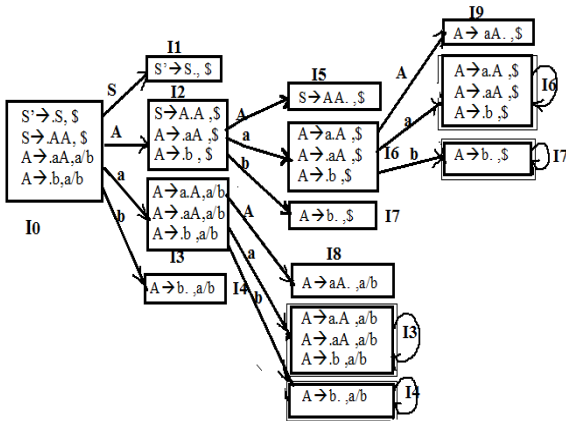 I0
S'→.S, $
S→.AA, $
A→.aA,a/b
A→.b,a/b
S
A
a
b
I1
S'→S., $
I2
S→A.A ,$
A→.aA ,$
A→.b , $
A→a.A,a/b
A→.aA,a/b
A→.b ,a/b
I3
A→b. ,a/b
I4
A
a
b
A
a
b
I5
S→AA. ,$
A→a.A ,$
A→.aA ,$
A→.b ,$
I6
A→b. ,$
I7
I8
A→aA. ,a/b
A→a.A ,a/b
A→.aA ,a/b
A→.b ,a/b
I3
A→b. ,a/b
I4
A
a
b
I9
A→ aA. ,$
A→a.A ,$
A→.aA ,$
A→.b ,$
I6
A→b. ,$
I7